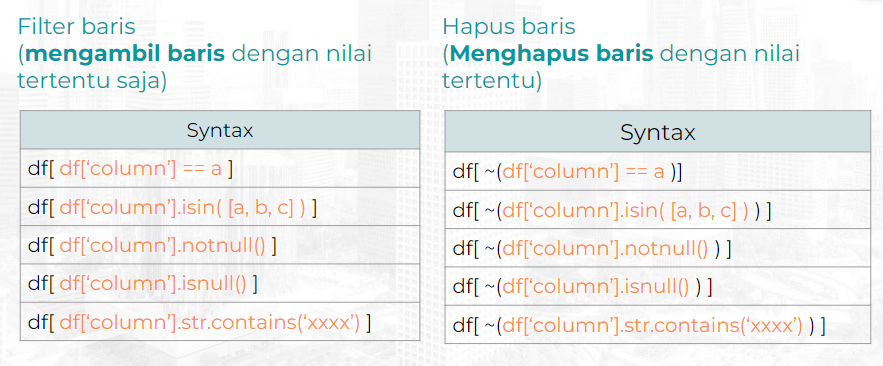 Filter baris
(mengambil baris dengan nilai
tertentu saja)
Syntax
df[ df[‘column’] == a ]
df[ df[‘column’].isin( [a, b, c] ) ]
df[ df[‘column’].notnull() ]
df[ df[‘column’].isnull() ]
df[ df[‘column’].str.contains(‘xxxx’) ]
Hapus baris
(Menghapus baris dengan nilai
tertentu)
Syntax
df[ ~(df[‘column’] == a )]
df[ ~(df[‘column’].isin( [a, b, c] ) ) ]
df[ ~(df[‘column’].notnull() ) ]
df[ ~(df[‘column’].isnull() ) ]
df[ ~(df[‘column’].str.contains(‘xxxx’) ) ]